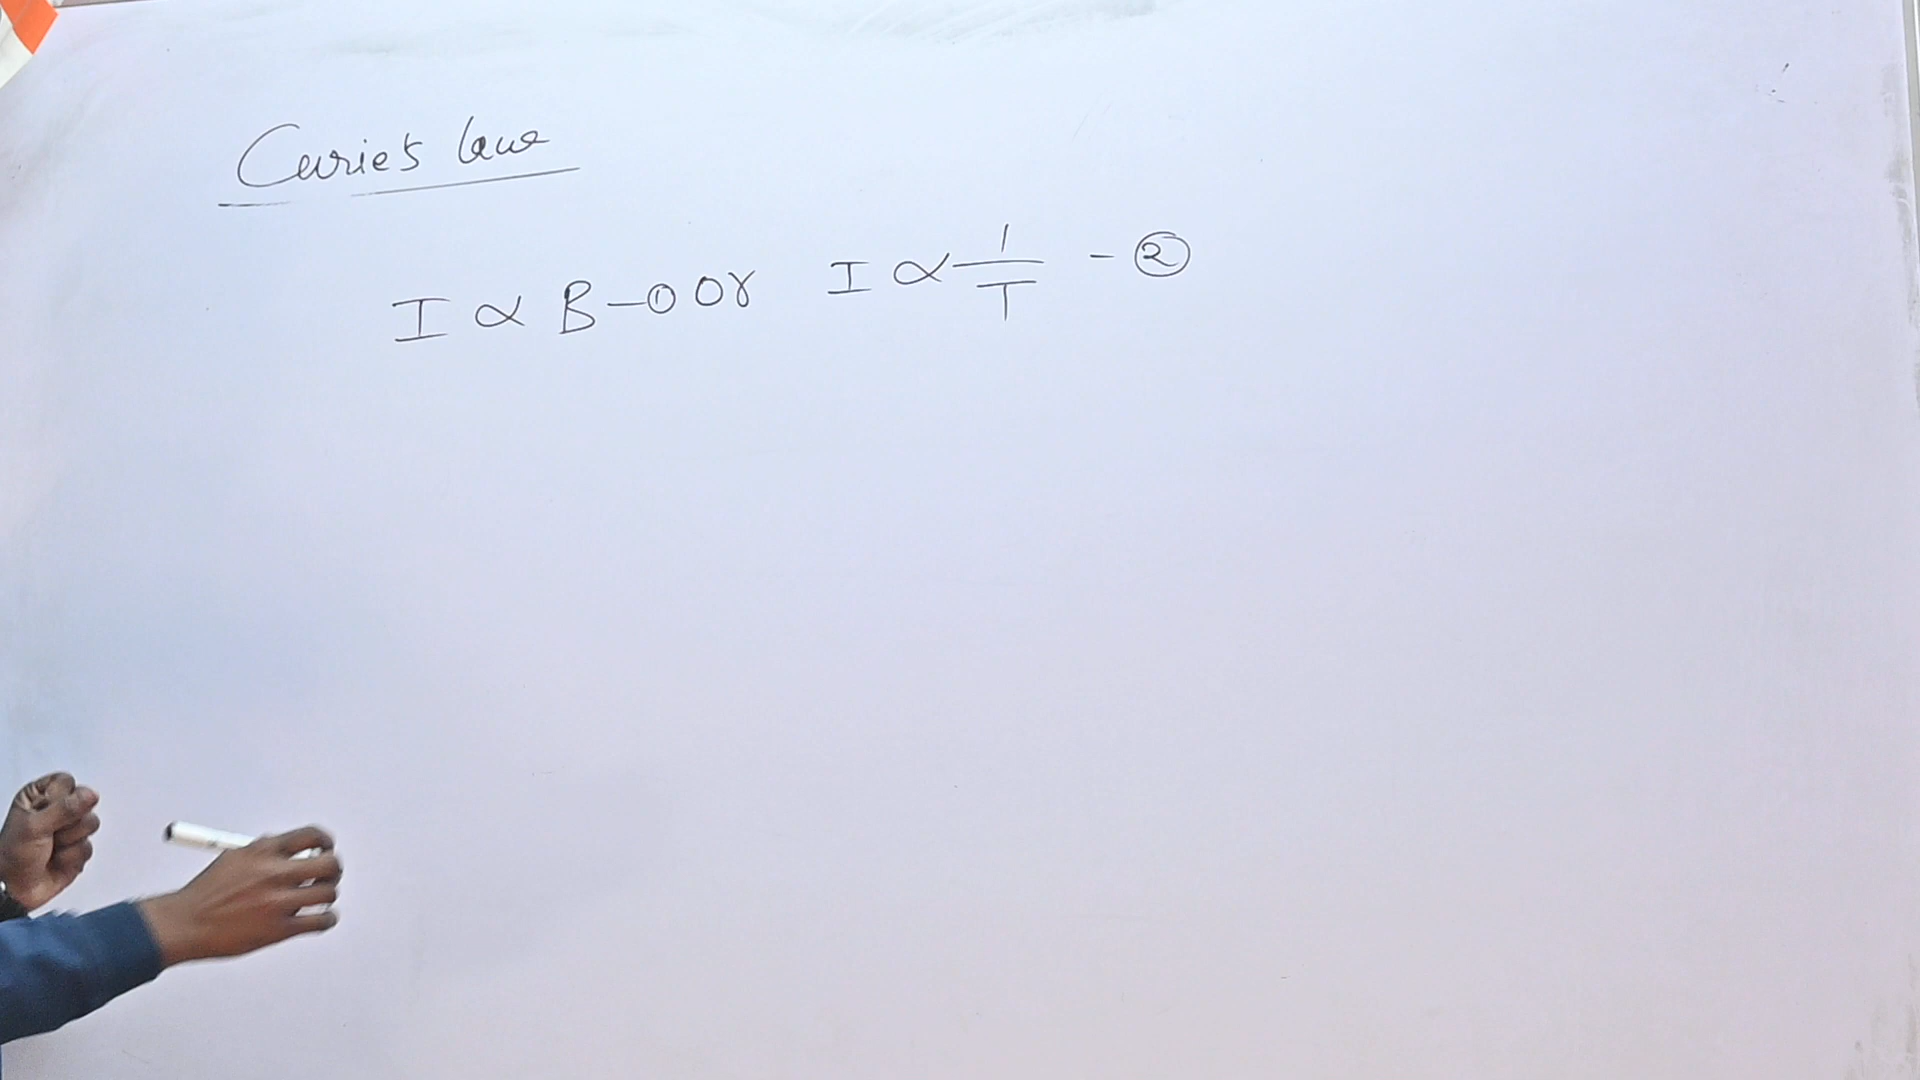 Curie's law
I ∝ B -① Or I ∝ 1/T - ②